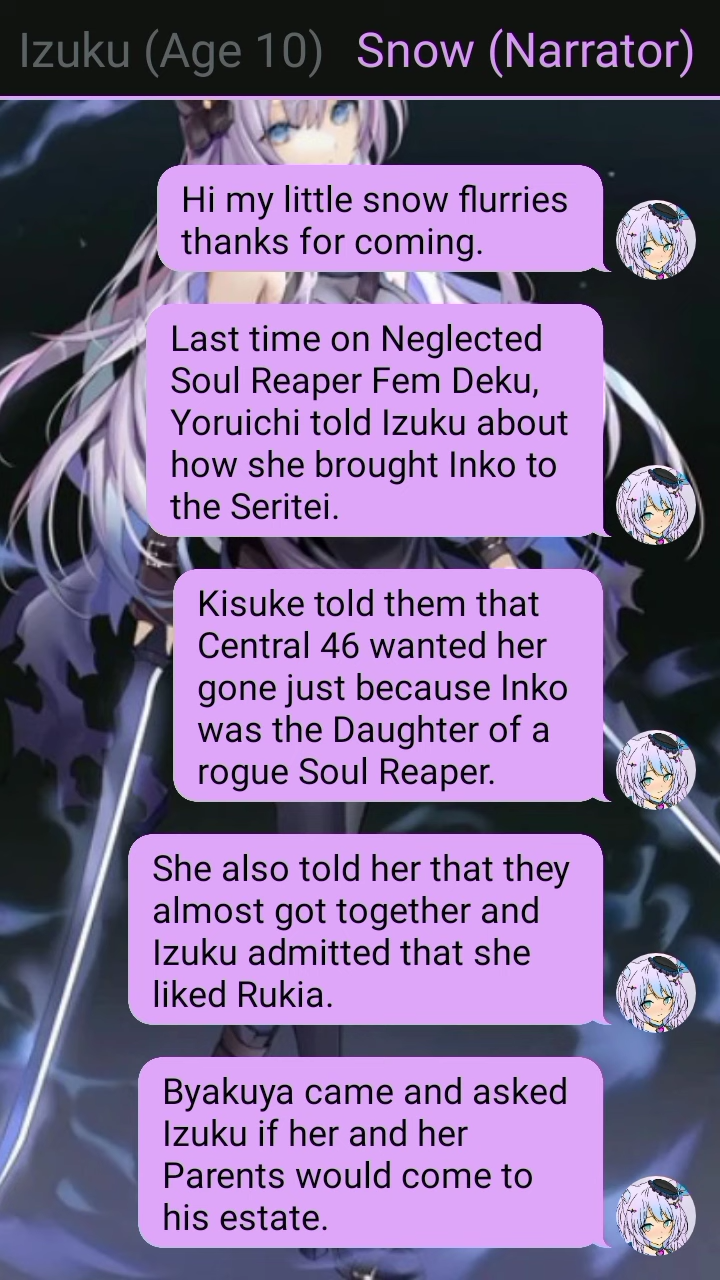 Izuku (Age 10) Snow (Narrator)
Hi my little snow flurries
thanks for coming.
Last time on Neglected
Soul Reaper Fem Deku,
Yoruichi told Izuku about
how she brought Inko to
the Seritei.
Kisuke told them that
Central 46 wanted her
gone just because Inko
was the Daughter of a
rogue Soul Reaper.
She also told her that they
almost got together and
Izuku admitted that she
liked Rukia.
Byakuya came and asked
Izuku if her and her
Parents would come to
his estate.